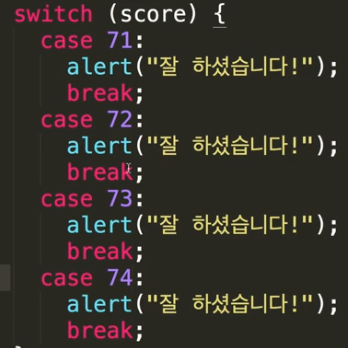 switch (score) {
case 71:
alert("잘 하셨습니다!");
break;
case 72:
alert("잘 하셨습니다!");
break;
case 73:
alert("잘 하셨습니다!");
break;
case 74:
alert("잘 하셨습니다!");
break;
}